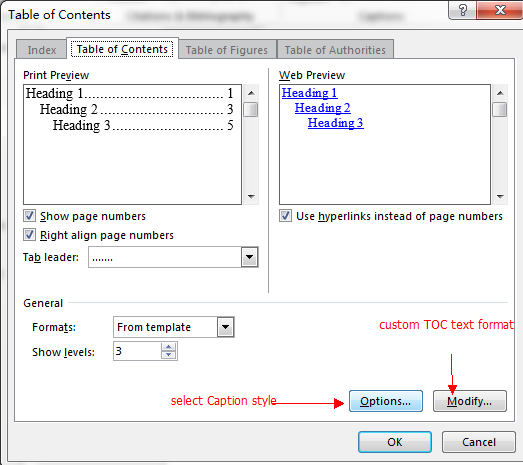 Citations & Bibliography Captions
Table of Contents
Index Table of Contents Table of Figures Table of Authorities
Print Preview Web Preview
Heading 1.................................... 1 Heading 1
Heading 2................................ 3 Heading 2
Heading 3............................. 5 Heading 3
Show page numbers Use hyperlinks instead of page numbers
Right align page numbers
Tab leader: .......
General
Formats: From template
custom TOC text format
Show levels: 3
select Caption style
Options... Modify...
OK Cancel